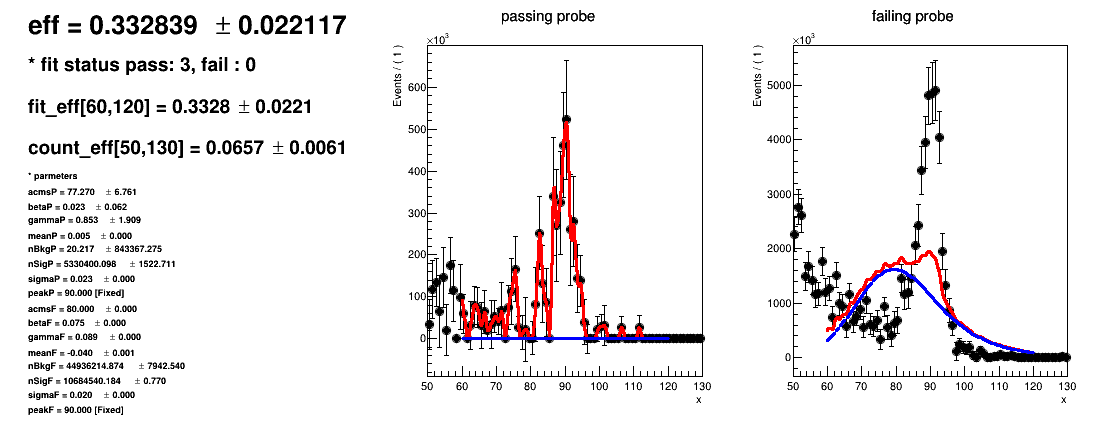 eff = 0.332839 ± 0.022117
* fit status pass: 3, fail : 0
fit_eff[60,120] = 0.3328 ± 0.0221
count_eff[50,130] = 0.0657 ± 0.0061
* parmeters
acmsP = 77.270 ± 6.761
betaP = 0.023 ± 0.062
gammaP = 0.853 ± 1.909
meanP = 0.005 ± 0.000
nBkgP = 20.217 ± 843367.275
nSigP = 5330400.098 ± 1522.711
sigmaP = 0.023 ± 0.000
peakP = 90.000 [Fixed]
acmsF = 80.000 ± 0.000
betaF = 0.075 ± 0.000
gammaF = 0.089 ± 0.000
meanF = -0.040 ± 0.001
nBkgF = 44936214.874 ± 7942.540
nSigF = 10684540.184 ± 0.770
sigmaF = 0.020 ± 0.000
peakF = 90.000 [Fixed]
passing probe
×10³
Events / ( 1 )
600
500
400
300
200
100
0
50 60 70 80 90 100 110 120 130
x
failing probe
×10³
Events / ( 1 )
5000
4000
3000
2000
1000
0
50 60 70 80 90 100 110 120 130
x